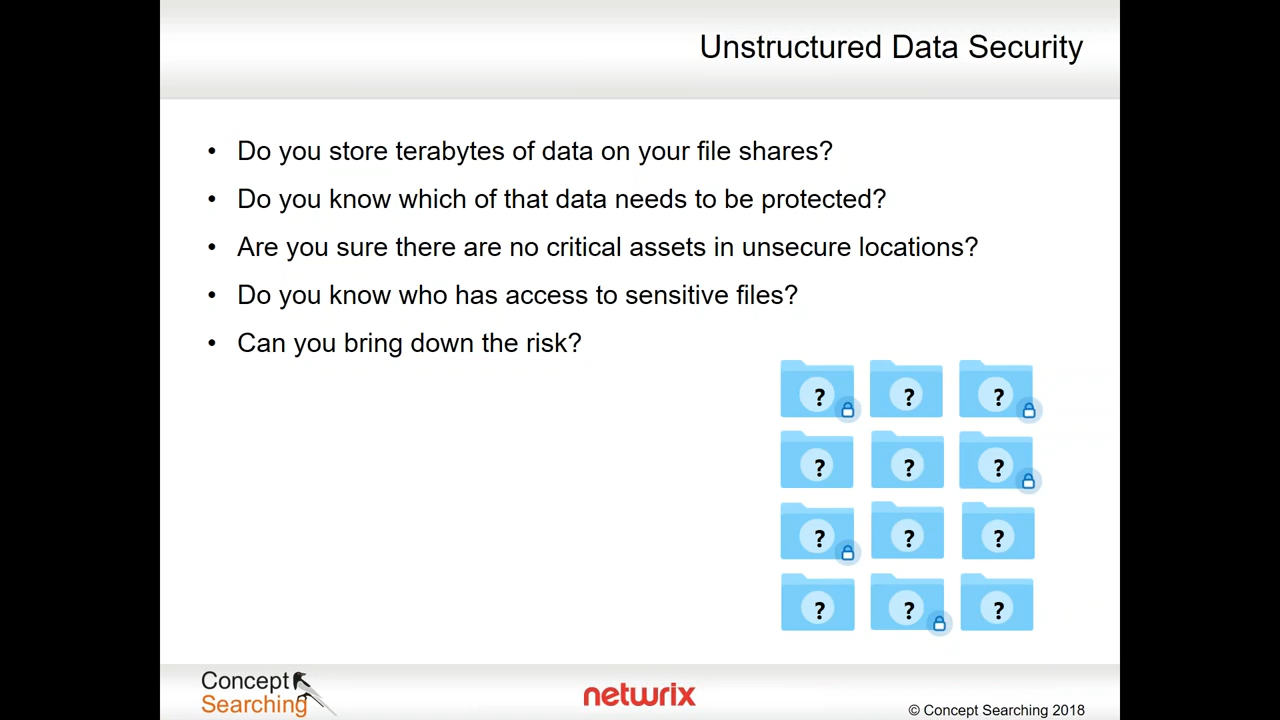 Unstructured Data Security
• Do you store terabytes of data on your file shares?
• Do you know which of that data needs to be protected?
• Are you sure there are no critical assets in unsecure locations?
• Do you know who has access to sensitive files?
• Can you bring down the risk?
? ? ?
? ? ?
? ? ?
? ? ?
Concept
Searching
netwrix
© Concept Searching 2018